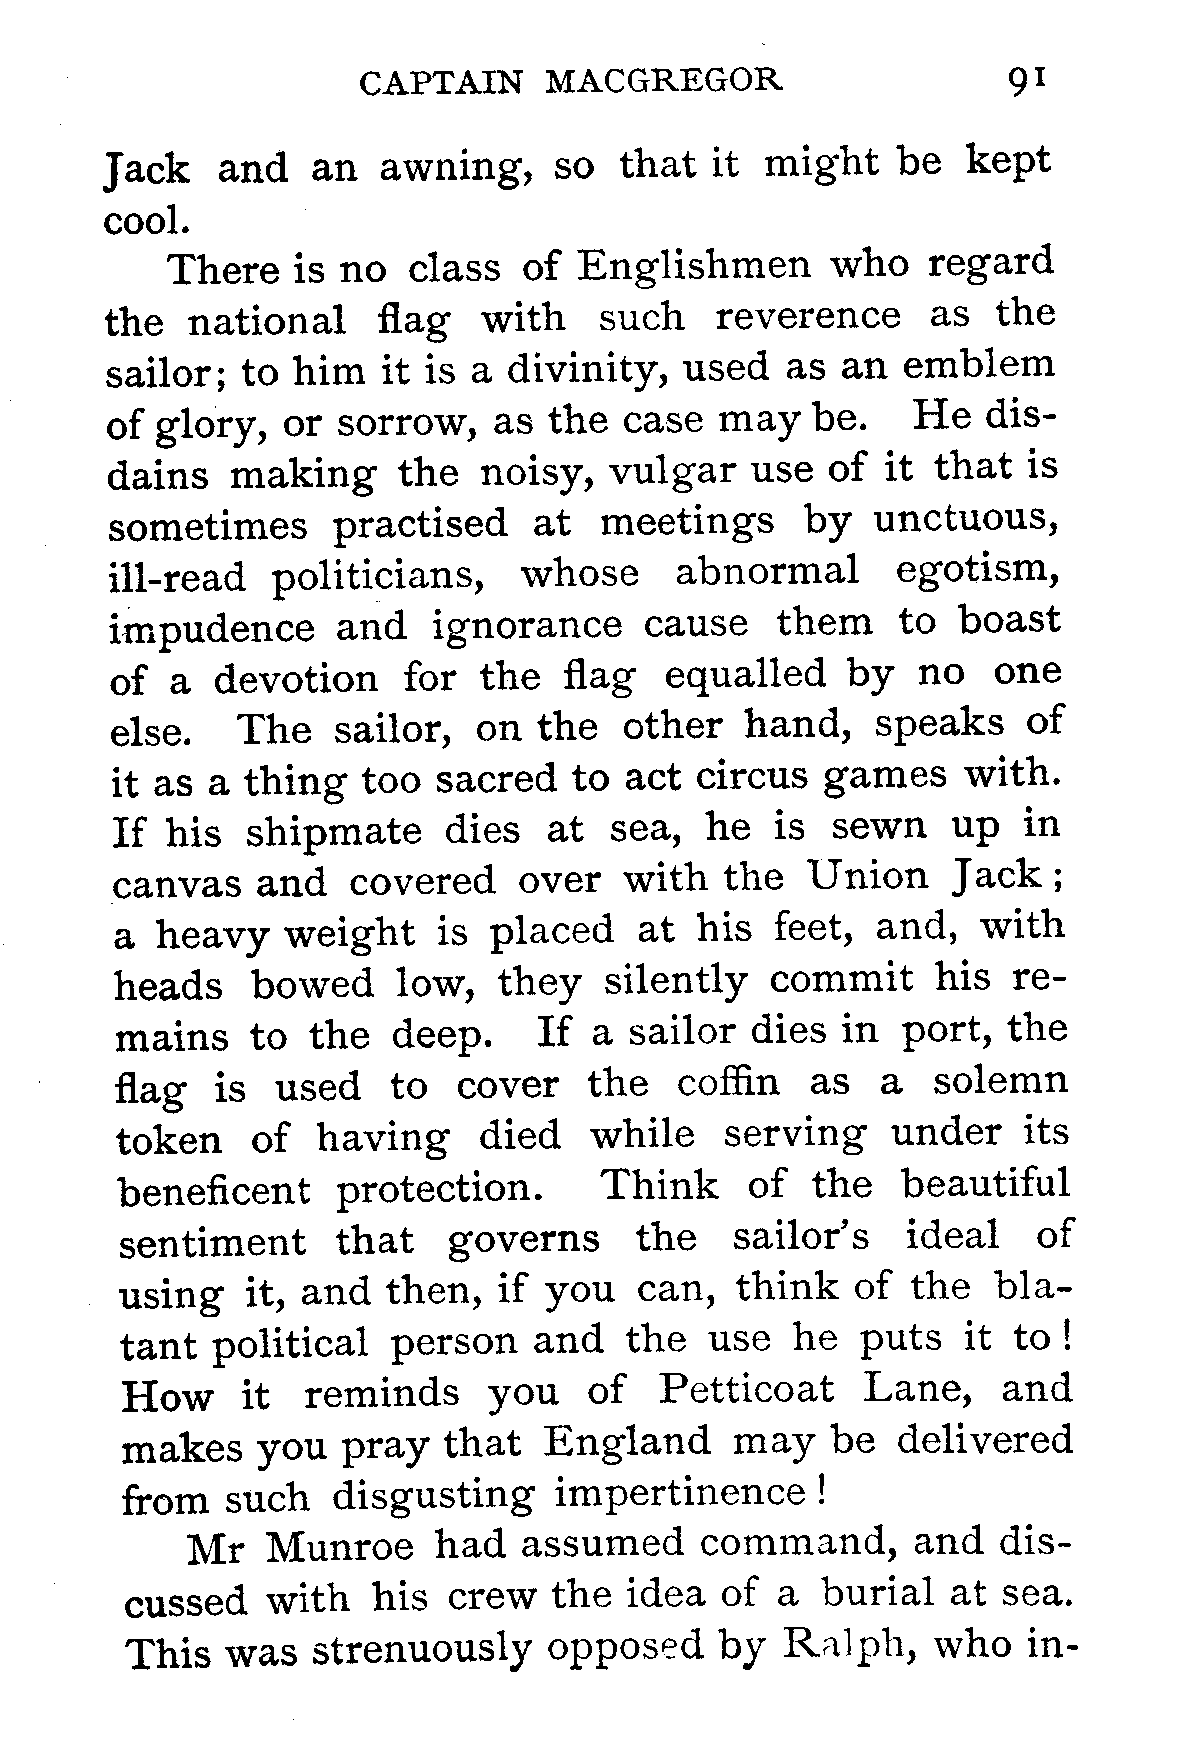 CAPTAIN MACGREGOR 91
Jack and an awning, so that it might be kept
cool.
There is no class of Englishmen who regard
the national flag with such reverence as the
sailor; to him it is a divinity, used as an emblem
of glory, or sorrow, as the case may be. He dis-
dains making the noisy, vulgar use of it that is
sometimes practised at meetings by unctuous,
ill-read politicians, whose abnormal egotism,
impudence and ignorance cause them to boast
of a devotion for the flag equalled by no one
else. The sailor, on the other hand, speaks of
it as a thing too sacred to act circus games with.
If his shipmate dies at sea, he is sewn up in
canvas and covered over with the Union Jack ;
a heavy weight is placed at his feet, and, with
heads bowed low, they silently commit his re-
mains to the deep. If a sailor dies in port, the
flag is used to cover the coffin as a solemn
token of having died while serving under its
beneficent protection. Think of the beautiful
sentiment that governs the sailor's ideal of
using it, and then, if you can, think of the bla-
tant political person and the use he puts it to !
How it reminds you of Petticoat Lane, and
makes you pray that England may be delivered
from such disgusting impertinence !
Mr Munroe had assumed command, and dis-
cussed with his crew the idea of a burial at sea.
This was strenuously opposed by Ralph, who in-